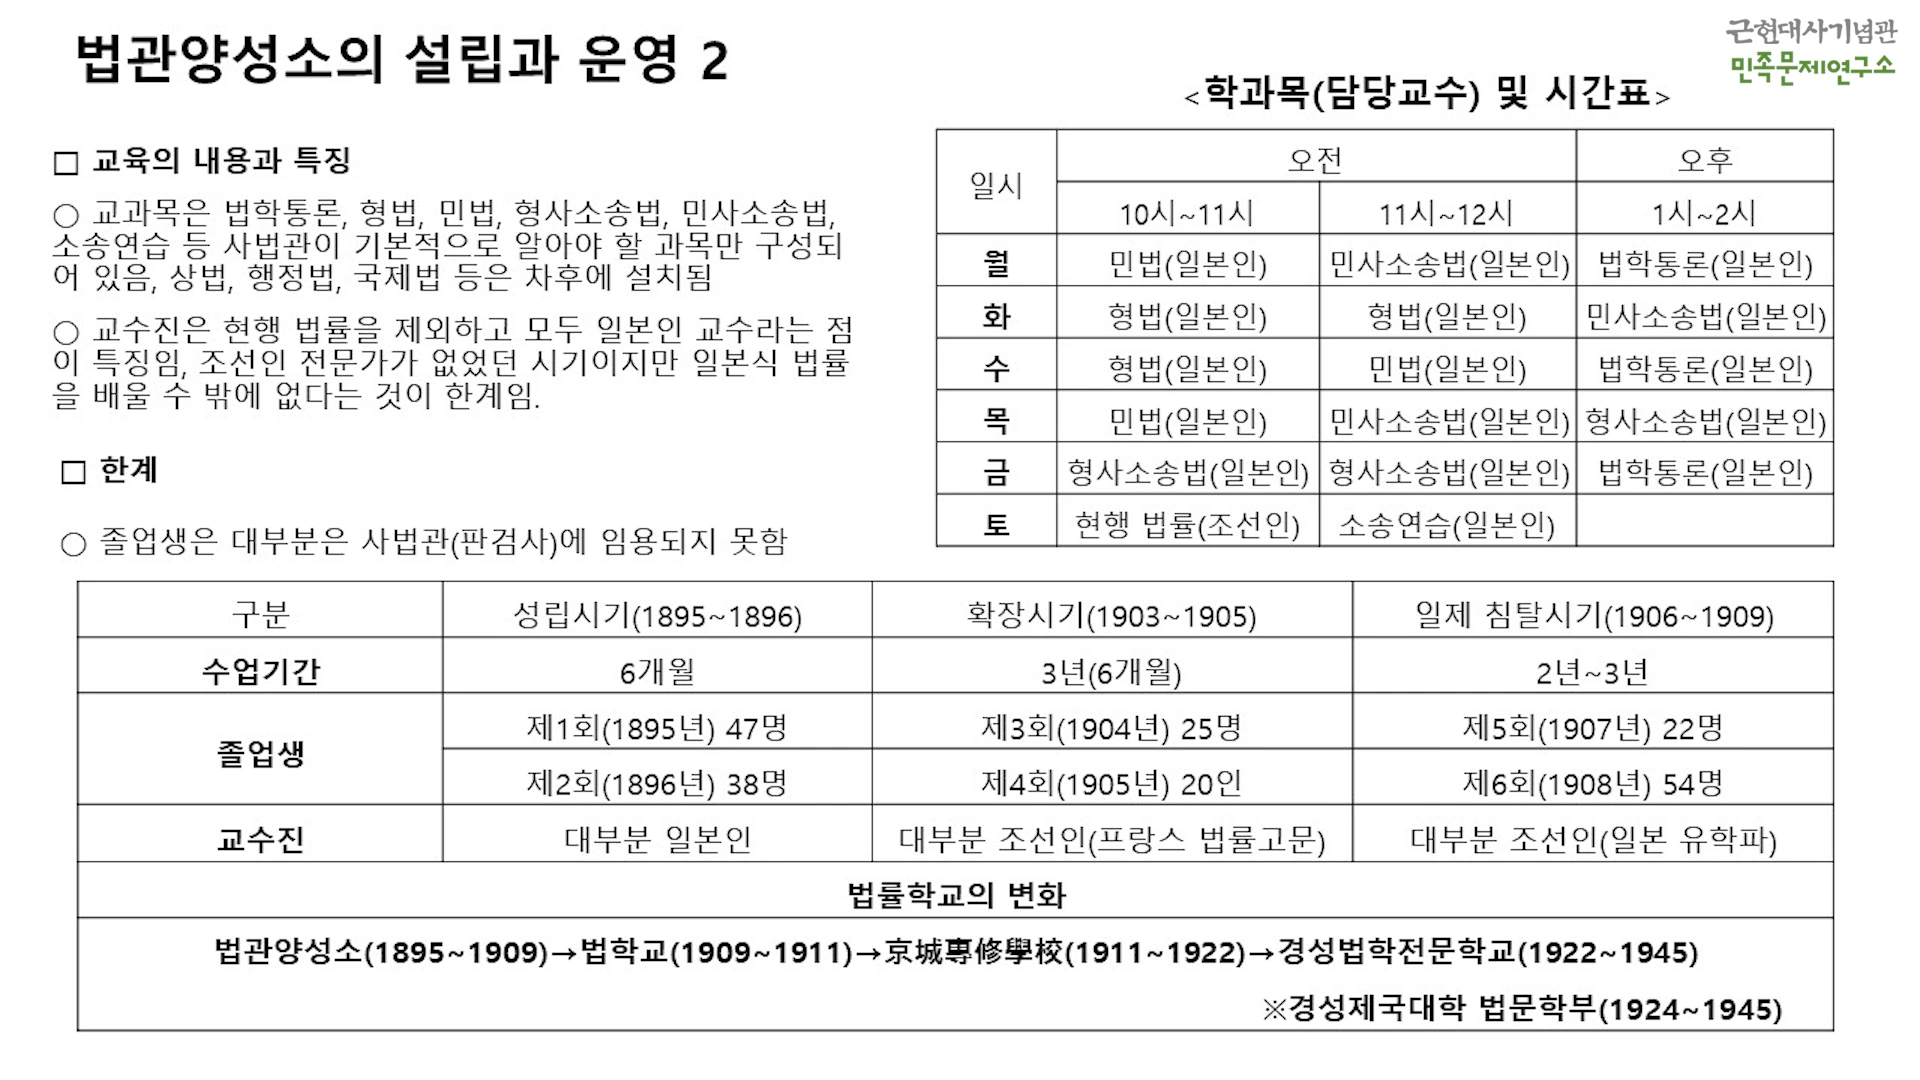 법관양성소의 설립과 운영 2
근현대사기념관
민족문제연구소
□ 교육의 내용과 특징
○ 교과목은 법학통론, 형법, 민법, 형사소송법, 민사소송법,
소송연습 등 사법관이 기본적으로 알아야 할 과목만 구성되
어 있음, 상법, 행정법, 국제법 등은 차후에 설치됨
○ 교수진은 현행 법률을 제외하고 모두 일본인 교수라는 점
이 특징임, 조선인 전문가가 없었던 시기이지만 일본식 법률
을 배울 수 밖에 없다는 것이 한계임.
□ 한계
○ 졸업생은 대부분은 사법관(판검사)에 임용되지 못함
<학과목(담당교수) 및 시간표>
일시 오전 오후
10시~11시 11시~12시 1시~2시
월 민법(일본인) 민사소송법(일본인) 법학통론(일본인)
화 형법(일본인) 형법(일본인) 민사소송법(일본인)
수 형법(일본인) 민법(일본인) 법학통론(일본인)
목 민법(일본인) 민사소송법(일본인) 형사소송법(일본인)
금 형사소송법(일본인) 형사소송법(일본인) 법학통론(일본인)
토 현행 법률(조선인) 소송연습(일본인)
구분 성립시기(1895~1896) 확장시기(1903~1905) 일제 침탈시기(1906~1909)
수업기간 6개월 3년(6개월) 2년~3년
졸업생 제1회(1895년) 47명 제3회(1904년) 25명 제5회(1907년) 22명
제2회(1896년) 38명 제4회(1905년) 20인 제6회(1908년) 54명
교수진 대부분 일본인 대부분 조선인(프랑스 법률고문) 대부분 조선인(일본 유학파)
법률학교의 변화
법관양성소(1895~1909)→법학교(1909~1911)→京城專修學校(1911~1922)→경성법학전문학교(1922~1945)
※경성제국대학 법문학부(1924~1945)